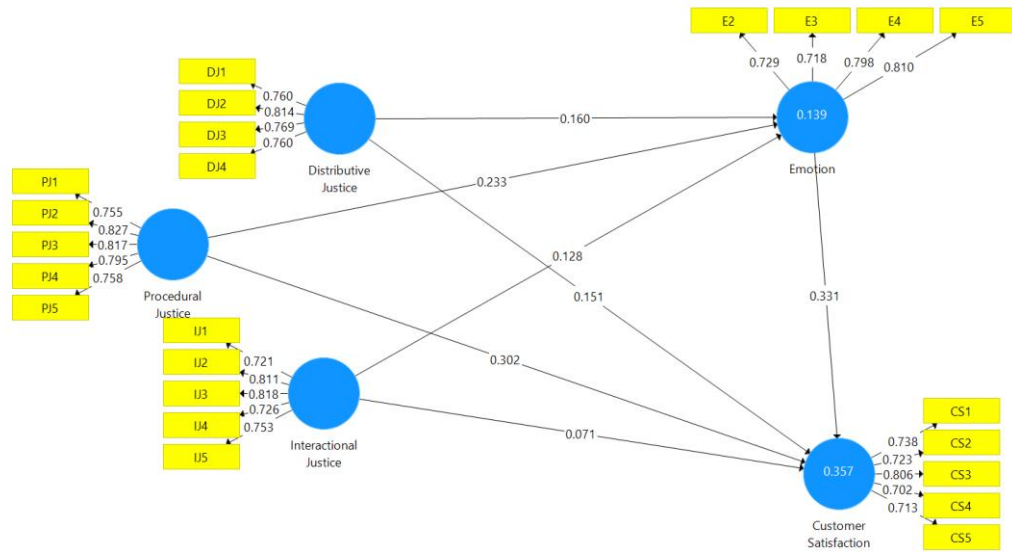 E2
E3
E4
E5
0.729
0.718
0.798
0.810
0.139
Emotion
DJ1
DJ2
DJ3
DJ4
0.760
0.814
0.769
0.760
Distributive
Justice
0.160
PJ1
PJ2
PJ3
PJ4
PJ5
0.755
0.827
0.817
0.795
0.758
Procedural
Justice
0.233
0.128
0.151
0.331
0.302
0.071
IJ1
IJ2
IJ3
IJ4
IJ5
0.721
0.811
0.818
0.726
0.753
Interactional
Justice
0.357
Customer
Satisfaction
0.738
0.723
0.806
0.702
0.713
CS1
CS2
CS3
CS4
CS5